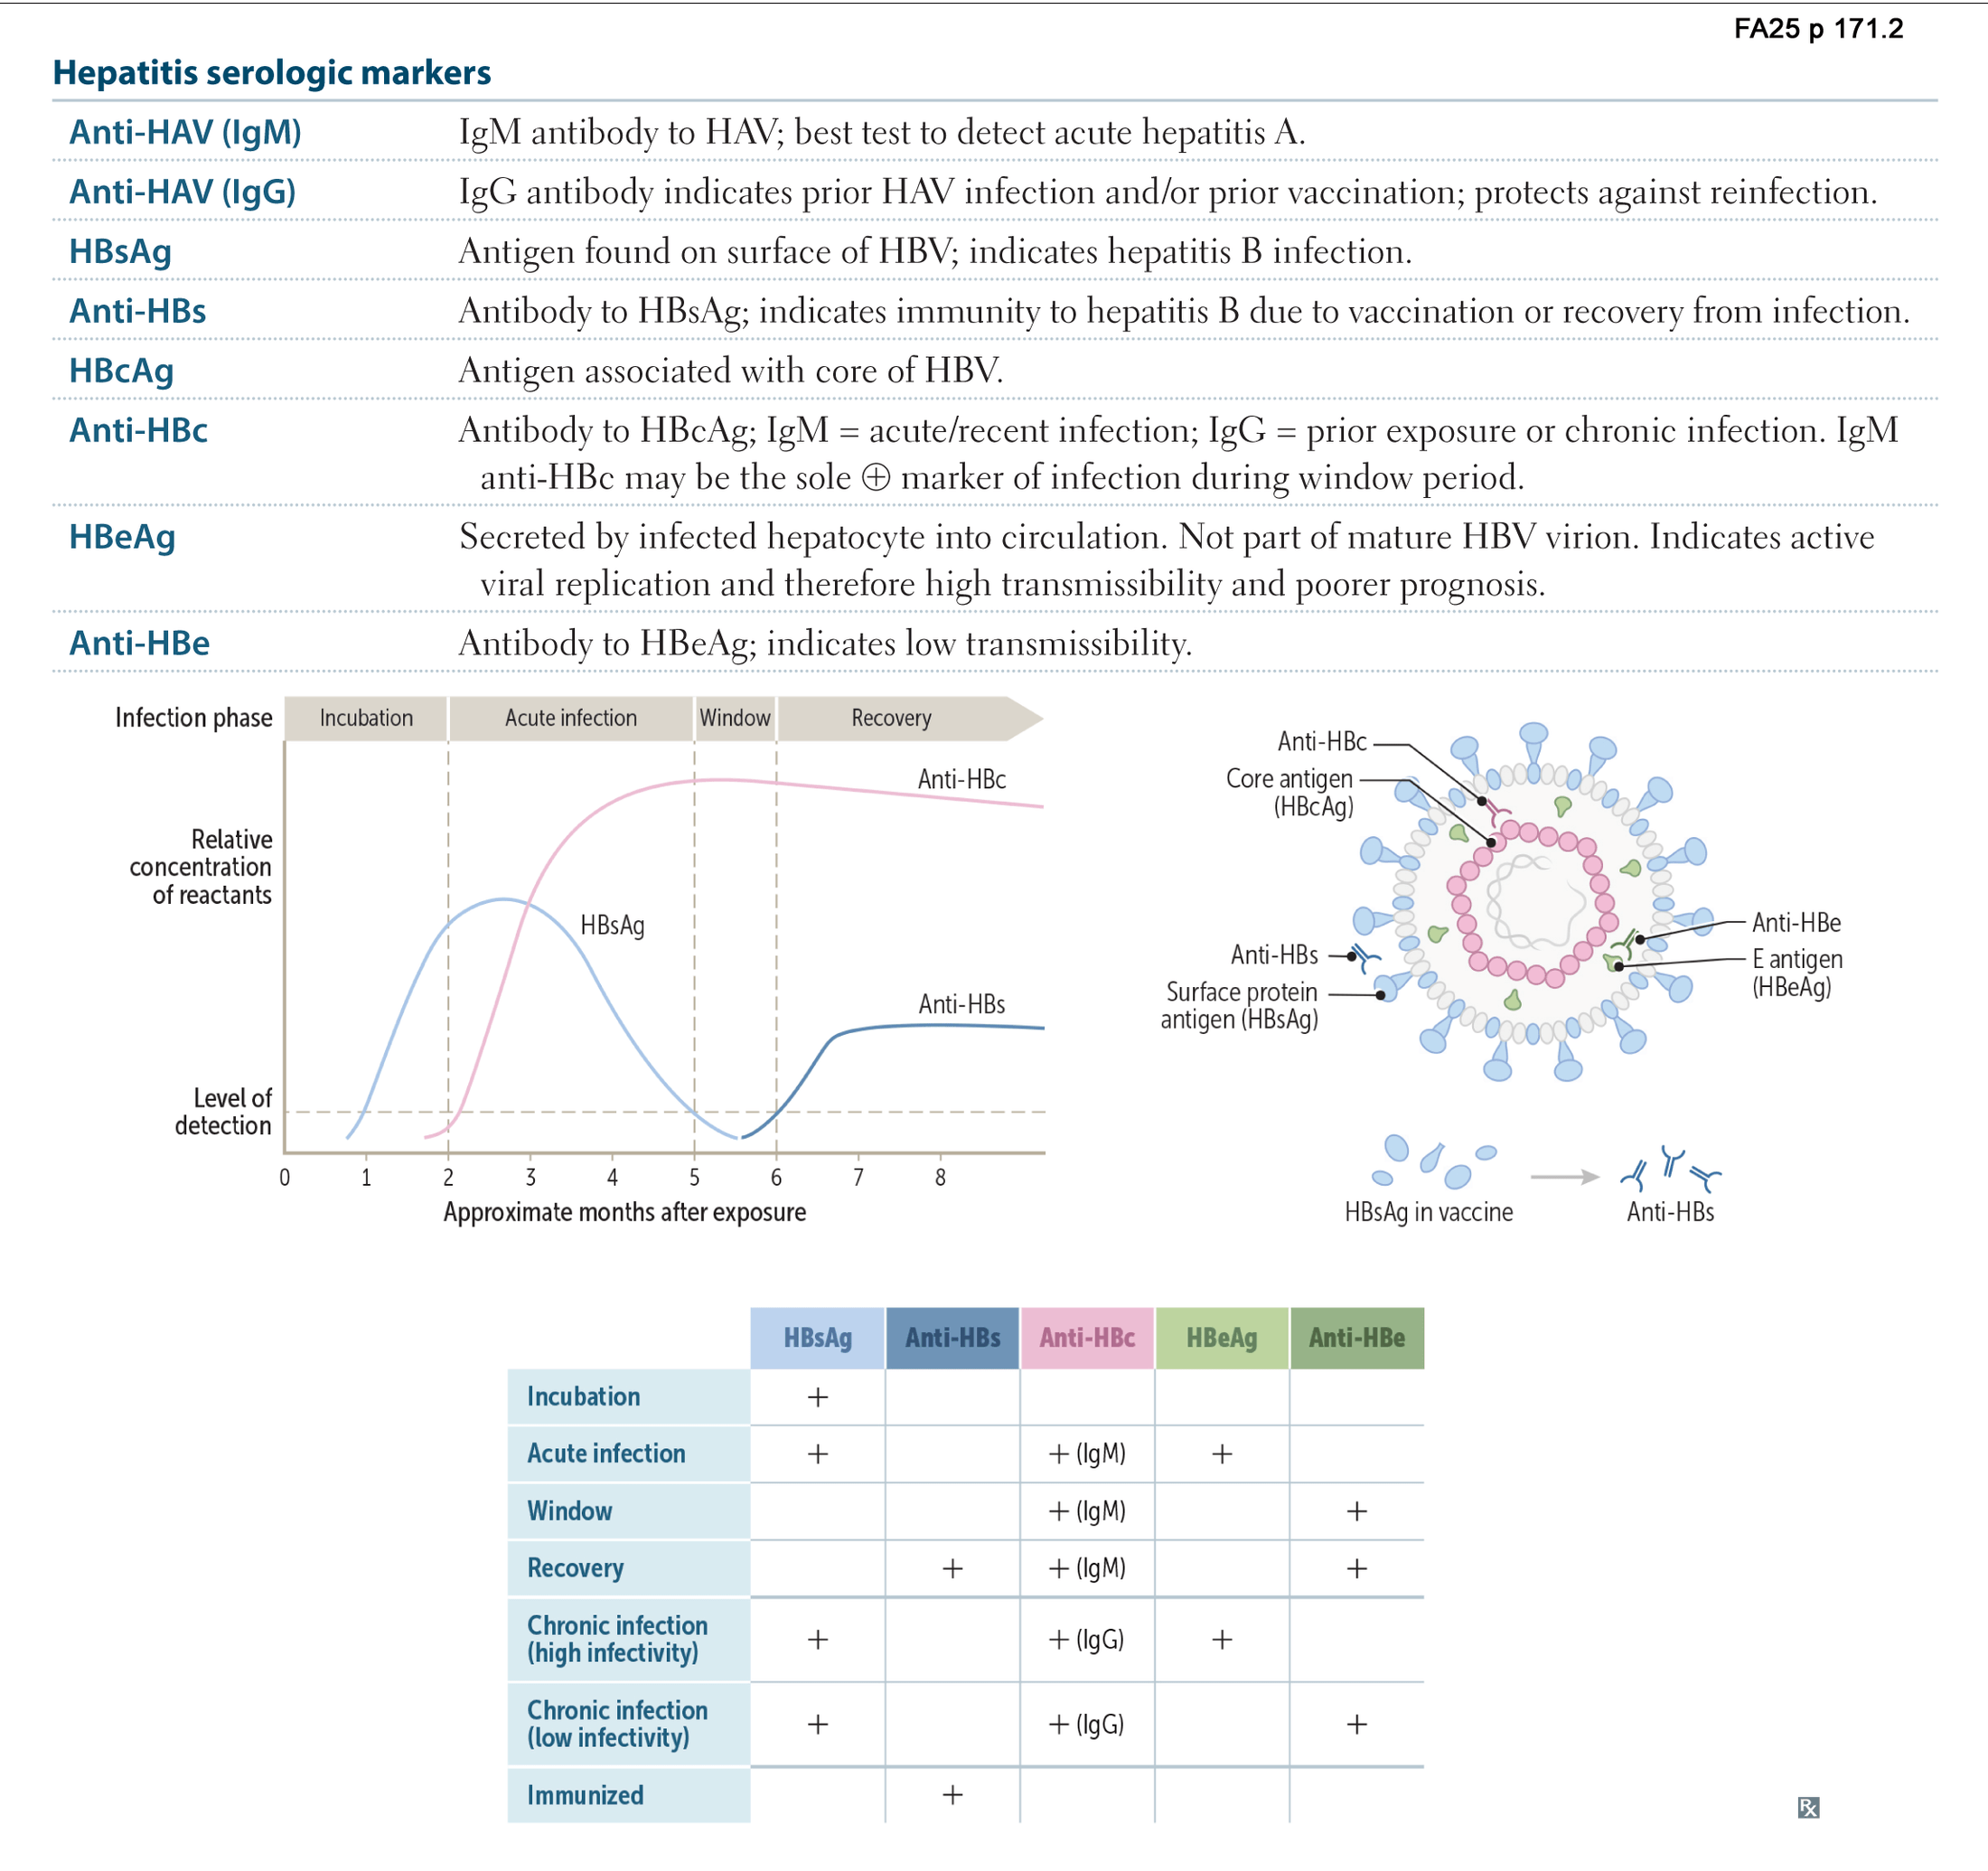 FA25 p 171.2
Hepatitis serologic markers
Anti-HAV (IgM) IgM antibody to HAV; best test to detect acute hepatitis A.
Anti-HAV (IgG) IgG antibody indicates prior HAV infection and/or prior vaccination; protects against reinfection.
HBsAg Antigen found on surface of HBV; indicates hepatitis B infection.
Anti-HBs Antibody to HBsAg; indicates immunity to hepatitis B due to vaccination or recovery from infection.
HBcAg Antigen associated with core of HBV.
Anti-HBc Antibody to HBcAg; IgM = acute/recent infection; IgG = prior exposure or chronic infection. IgM
anti-HBc may be the sole ⊕ marker of infection during window period.
HBeAg Secreted by infected hepatocyte into circulation. Not part of mature HBV virion. Indicates active
viral replication and therefore high transmissibility and poorer prognosis.
Anti-HBe Antibody to HBeAg; indicates low transmissibility.
Infection phase Incubation Acute infection Window Recovery
Anti-HBc
Relative
concentration
of reactants
HBsAg
Anti-HBs
Level of
detection
0 1 2 3 4 5 6 7 8
Approximate months after exposure
Anti-HBc
Core antigen
(HBcAg)
Anti-HBs
Surface protein
antigen (HBsAg)
Anti-HBe
E antigen
(HBeAg)
HBsAg in vaccine Anti-HBs
HBsAg Anti-HBs Anti-HBc HBeAg Anti-HBe
Incubation +
Acute infection + + (IgM) +
Window + (IgM) +
Recovery + + (IgM) +
Chronic infection
(high infectivity) + + (IgG) +
Chronic infection
(low infectivity) + + (IgG) +
Immunized +
Rx